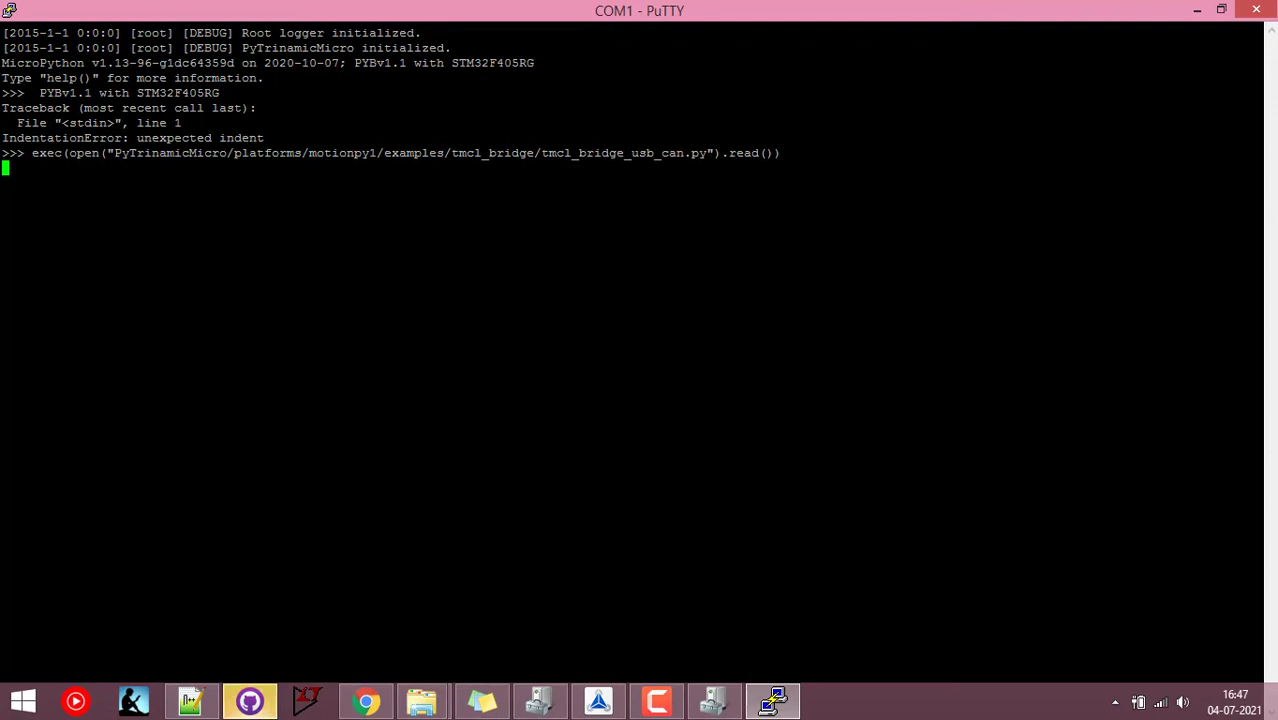 COM1 - PuTTY
[2015-1-1 0:0:0] [root] [DEBUG] Root logger initialized.
[2015-1-1 0:0:0] [root] [DEBUG] PyTrinamicMicro initialized.
MicroPython v1.13-96-g1dc64359d on 2020-10-07; PYBv1.1 with STM32F405RG
Type "help()" for more information.
>>>  PYBv1.1 with STM32F405RG
Traceback (most recent call last):
  File "<stdin>", line 1
IndentationError: unexpected indent
>>> exec(open("PyTrinamicMicro/platforms/motionpy1/examples/tmcl_bridge/tmcl_bridge_usb_can.py").read())
16:47
04-07-2021